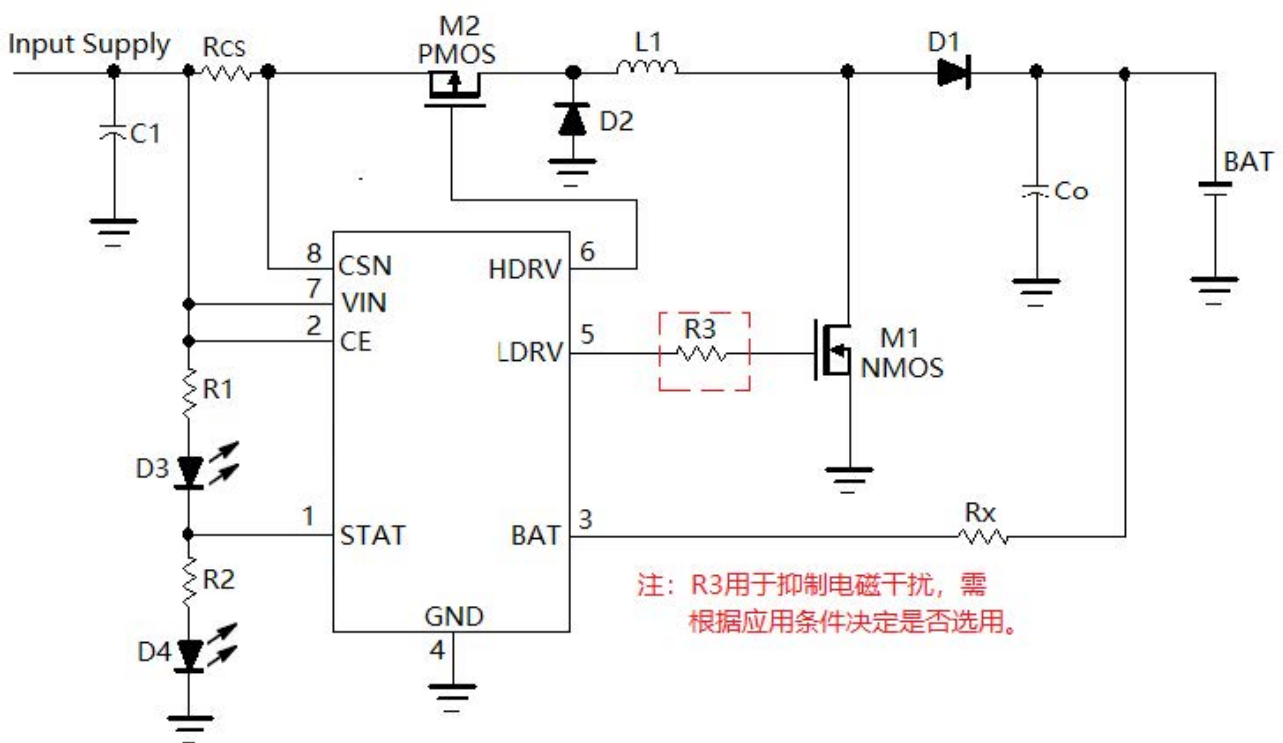 Input Supply
Rcs
M2
PMOS
L1
D1
C1
D2
Co
BAT
8
CSN
HDRV
6
7
VIN
2
CE
LDRV
5
R3
M1
NMOS
R1
D3
1
STAT
BAT
3
Rx
R2
注：R3用于抑制电磁干扰，需
根据应用条件决定是否选用。
GND
4
D4